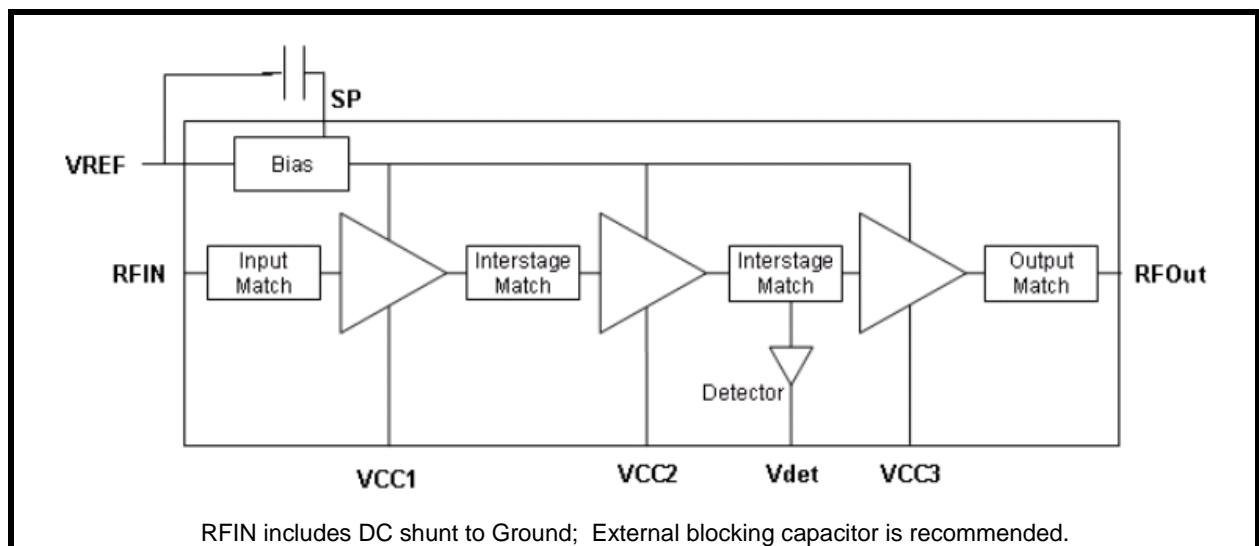 SP
VREF
Bias
RFIN
Input
Match
Interstage
Match
Interstage
Match
Output
Match
RFOut
Detector
VCC1
VCC2
Vdet
VCC3
RFIN includes DC shunt to Ground;  External blocking capacitor is recommended.